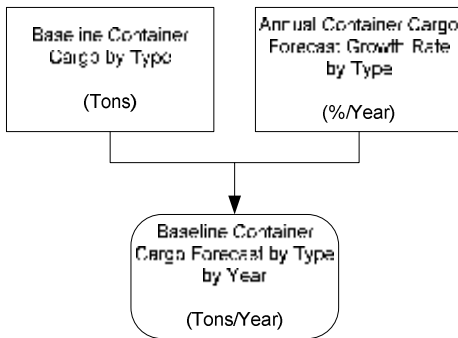 Baseline Container
Cargo by Type
(Tons)
Annual Container Cargo
Forecast Growth Rate
by Type
(%/Year)
Baseline Container
Cargo Forecast by Type
by Year
(Tons/Year)